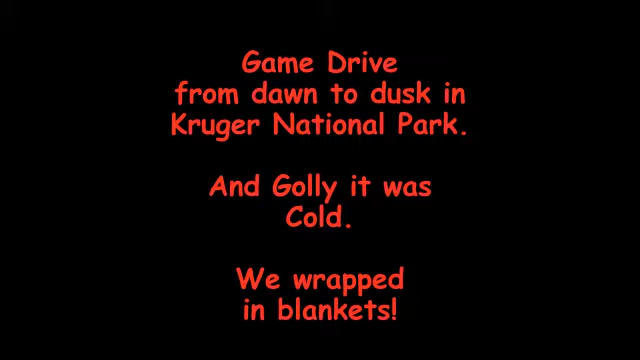 Game Drive
from dawn to dusk in
Kruger National Park.
And Golly it was
Cold.
We wrapped
in blankets!